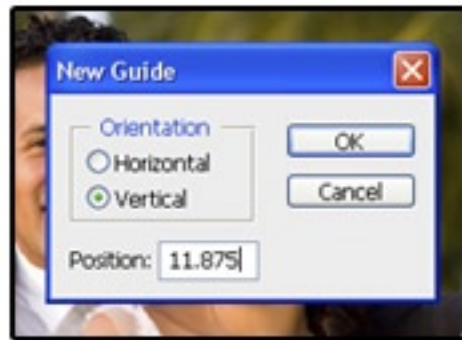 New Guide
Orientation
Horizontal
OK
Vertical
Cancel
Position: 11.875